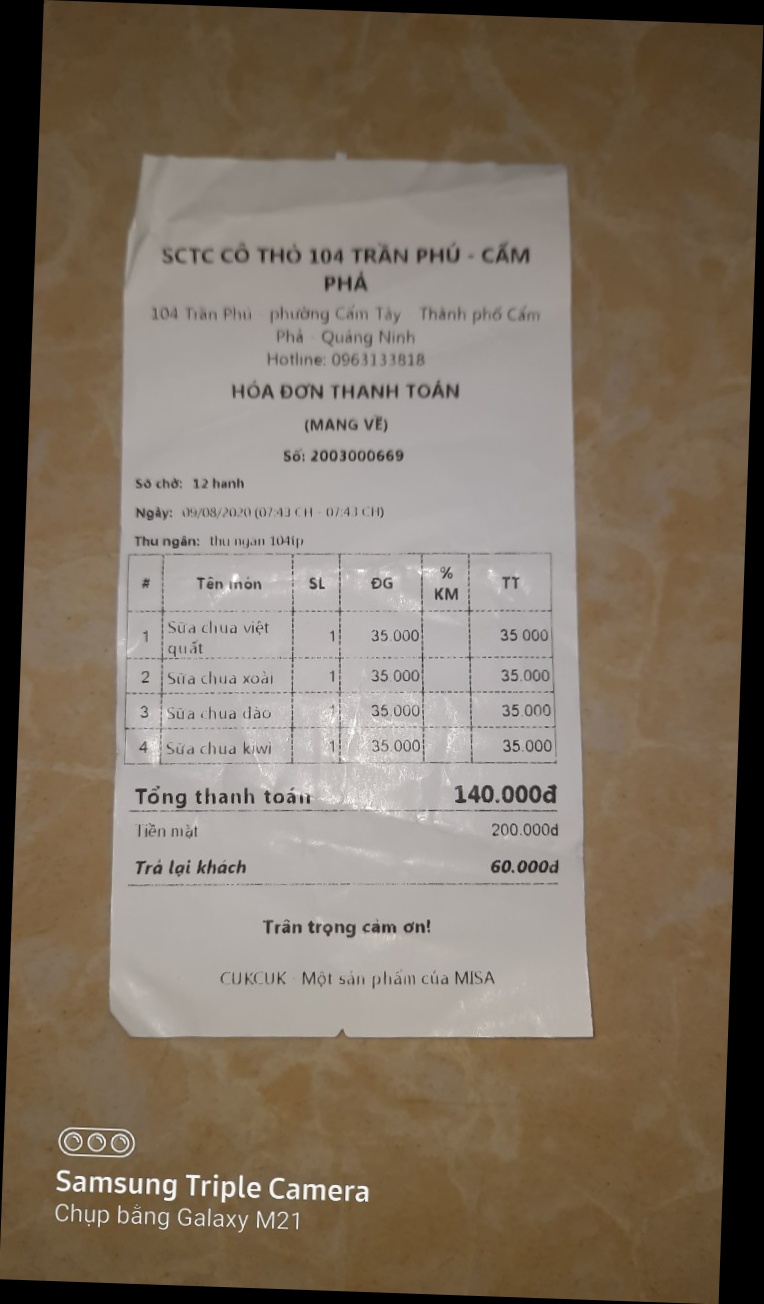 SCTC CÔ THỎ 104 TRẦN PHÚ - CẨM
PHẢ
104 Trần Phú - phường Cẩm Tây - Thành phố Cẩm
Phả - Quảng Ninh
Hotline: 0963133818
HÓA ĐƠN THANH TOÁN
(MANG VỀ)
Số: 2003000669
Số chờ: 12 hanh
Ngày: 09/08/2020 (07:43 CH - 07:43 CH)
Thu ngân: thu ngan 104tp
# Tên món SL ĐG % KM TT
1 Sữa chua việt quất 1 35.000 35.000
2 Sữa chua xoài 1 35.000 35.000
3 Sữa chua đào 1 35.000 35.000
4 Sữa chua kiwi 1 35.000 35.000
Tổng thanh toán 140.000đ
Tiền mặt 200.000đ
Trả lại khách 60.000đ
Trân trọng cảm ơn!
CUKCUK - Một sản phẩm của MISA
Samsung Triple Camera
Chụp bằng Galaxy M21